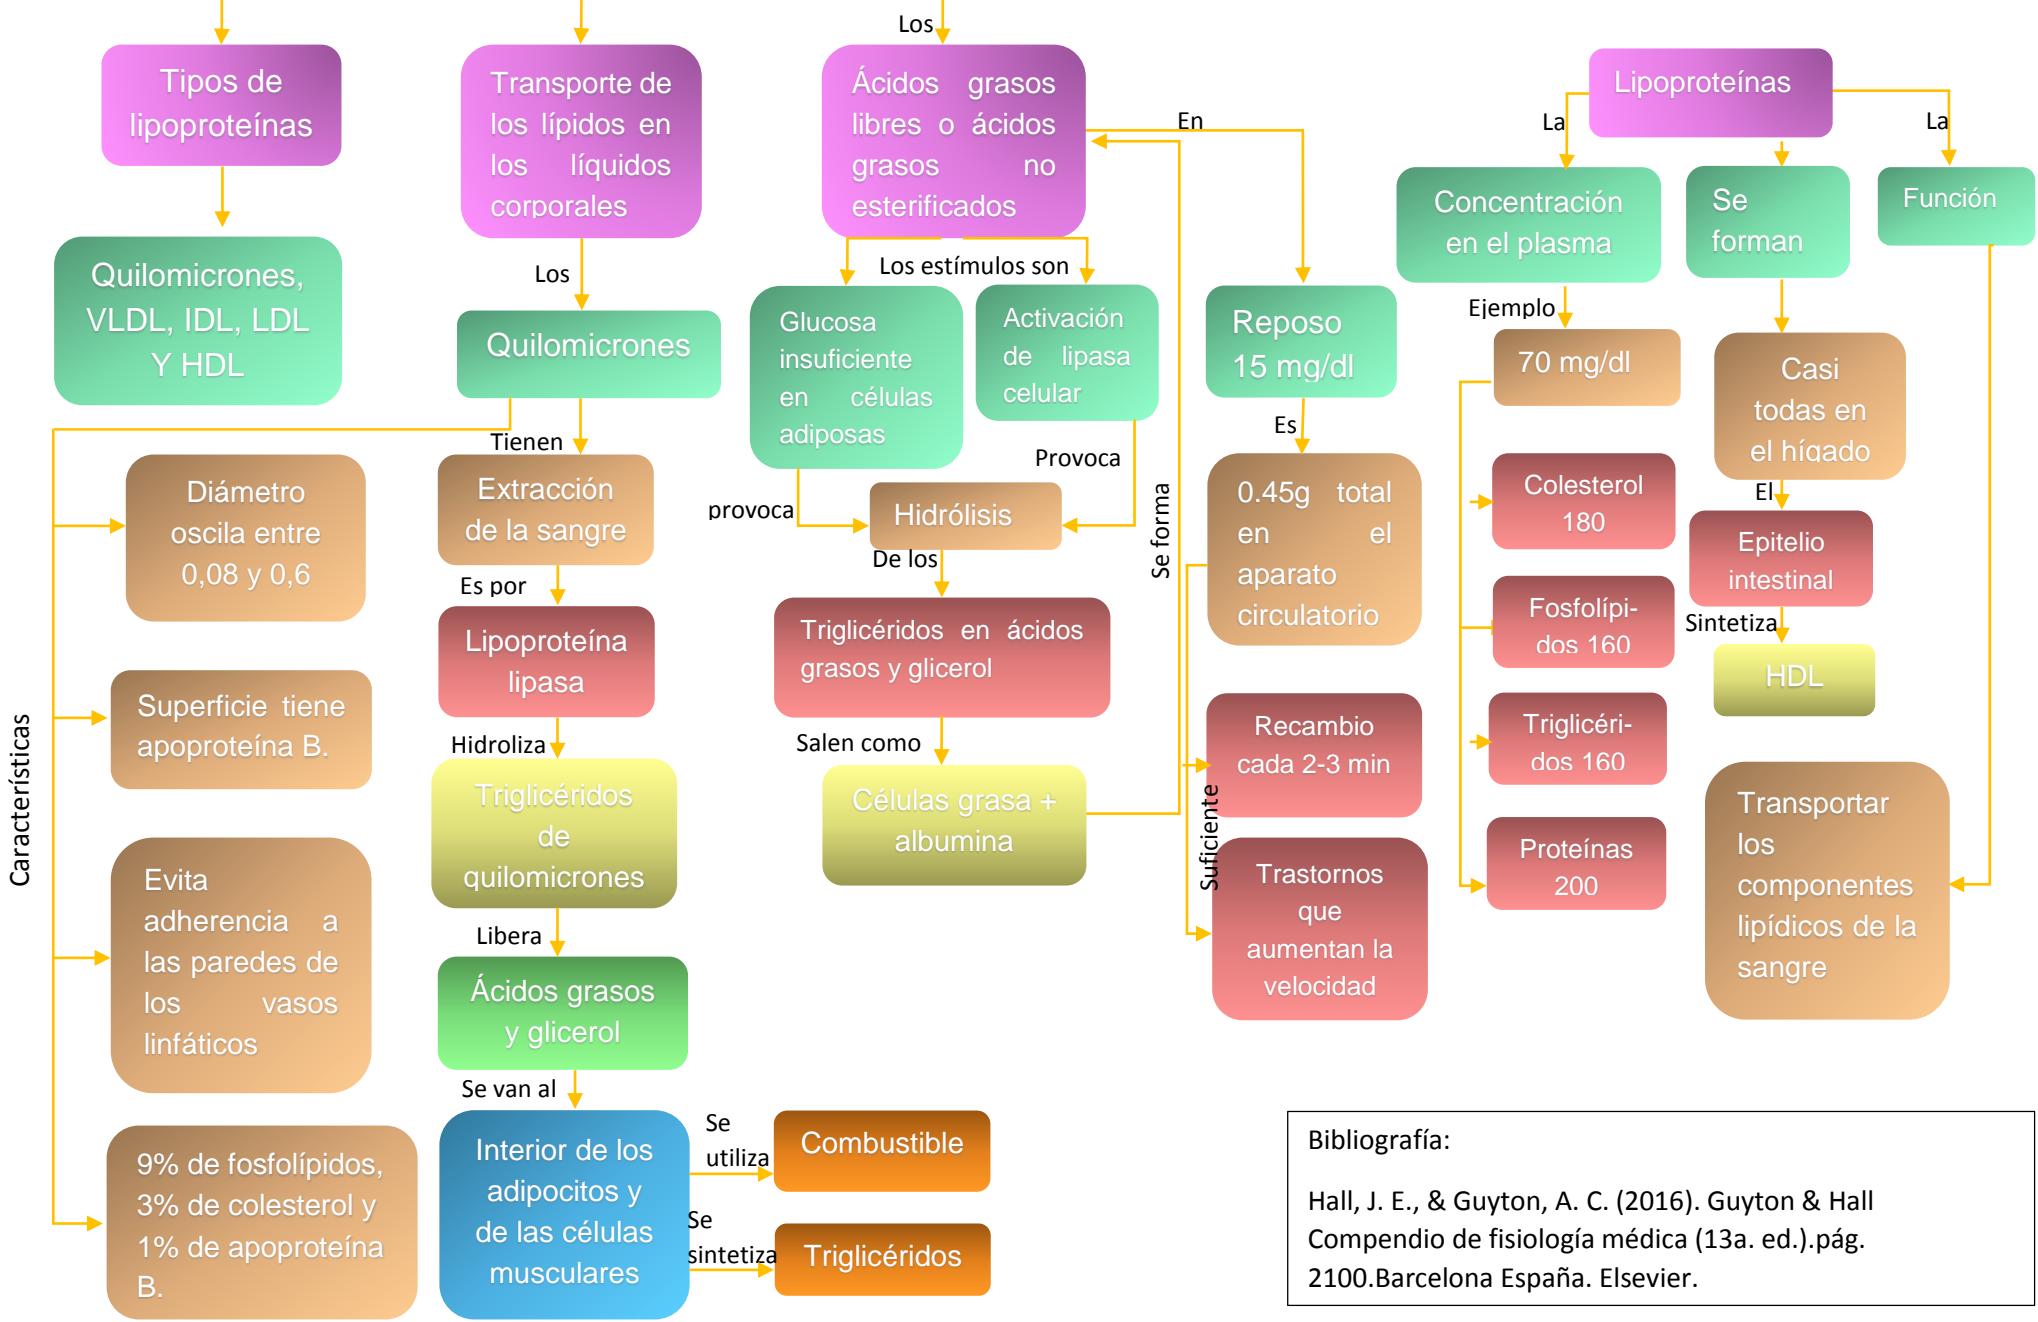 Tipos de
lipoproteínas
Quilomicrones,
VLDL, IDL, LDL
Y HDL
Transporte de
los lípidos en
los líquidos
corporales
Los
Quilomicrones
Tienen
Extracción
de la sangre
Es por
Lipoproteína
lipasa
Hidroliza
Triglicéridos
de
quilomicrones
Libera
Ácidos grasos
y glicerol
Se van al
Interior de los
adipocitos y
de las células
musculares
Se
utiliza
Combustible
Se
sintetiza
Triglicéridos
Características
Diámetro
oscila entre
0,08 y 0,6
Superficie tiene
apoproteína B.
Evita
adherencia a
las paredes de
los vasos
linfáticos
9% de fosfolípidos,
3% de colesterol y
1% de apoproteína
B.
Los
Ácidos grasos
libres o ácidos
grasos no
esterificados
Los estímulos son
Glucosa
insuficiente
en células
adiposas
Activación
de lipasa
celular
provoca
Provoca
Hidrólisis
De los
Triglicéridos en ácidos
grasos y glicerol
Salen como
Células grasa +
albumina
Se forma
En
Reposo
15 mg/dl
Es
0.45g total
en el
aparato
circulatorio
Suficiente
Recambio
cada 2-3 min
Trastornos
que
aumentan la
velocidad
Lipoproteínas
La
Concentración
en el plasma
Ejemplo
70 mg/dl
Colesterol
180
Fosfolípi-
dos 160
Triglicéri-
dos 160
Proteínas
200
Se
forman
Casi
todas en
el hígado
El
Epitelio
intestinal
Sintetiza
HDL
La
Función
Transportar
los
componentes
lipídicos de la
sangre
Bibliografía:
Hall, J. E., & Guyton, A. C. (2016). Guyton & Hall
Compendio de fisiología médica (13a. ed.).pág.
2100.Barcelona España. Elsevier.